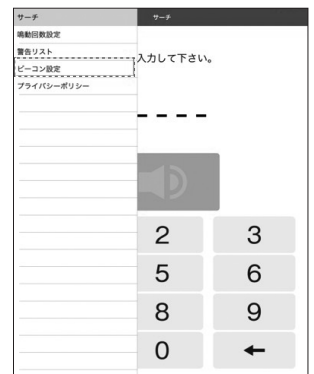 サーチ
鳴動回数設定
警告リスト
ビーコン設定
プライバシーポリシー
サーチ
入力して下さい。
2 3
5 6
8 9
0 ←